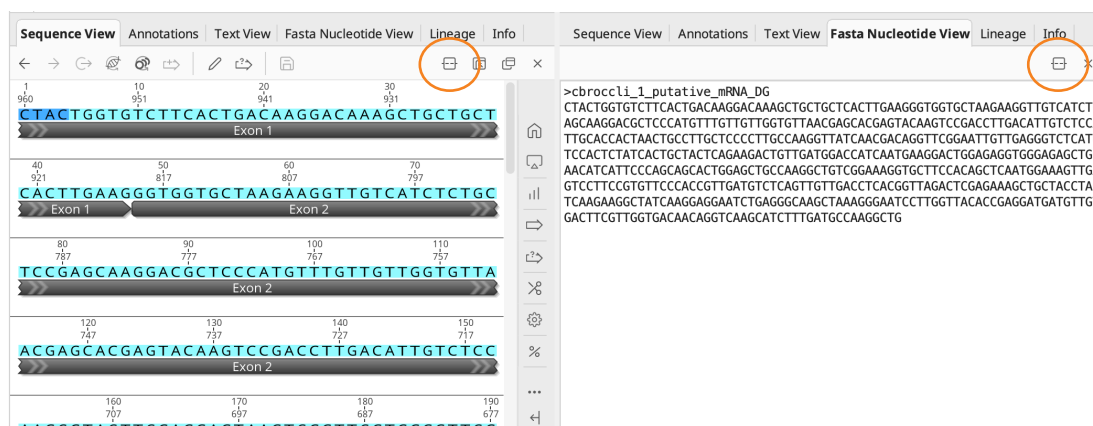 Sequence View Annotations Text View Fasta Nucleotide View Lineage Info
1 10 20 30
960 951 941 931
CTACTGGTGTCTTCACTGACAAGGACAAAGCTGCTGCT
Exon 1
40 50 60 70
921 817 807 797
CACTTGAAGGGTGGTGCTAAGAAGGTTGTCATCTCTGC
Exon 1 Exon 2
80 90 100 110
787 777 767 757
TCCGAGCAAGGACGCTCCCATGTTTGTTGTTGGTGTTA
Exon 2
120 130 140 150
747 737 727 717
ACGAGCACGAGTACAAGTCCGACCTTGACATTGTCTCC
Exon 2
160 170 180 190
707 697 687 677
Sequence View Annotations Text View Fasta Nucleotide View Lineage Info
>cbroccli_1_putative_mRNA_DG
CTACTGGTGTCTTCACTGACAAGGACAAAGCTGCTGCTCACTTGAAGGGTGGTGCTAAGAAGGTTGTCATCT
AGCAAGGACGCTCCCATGTTTGTTGTTGGTGTTAACGAGCACGAGTACAAGTCCGACCTTGACATTGTCTCC
TTGCACCACTAACTGCCTTGCTCCCCTTGCCAAGGTTATCAACGACAGGTTCGGAATTGTTGAGGGTCTCAT
TCCACTCTATCACTGCTACTCAGAAGACTGTTGATGGACCATCAATGAAGGACTGGAGAGGTGGGAGAGCTG
AACATCATTCCCAGCAGCACTGGAGCTGCCAAGGCTGTCGGAAAGGTGCTTCCACAGCTCAATGGAAAGTTG
GTCCTTCCGTGTTCCCACCGTTGATGTCTCAGTTGTTGACCTCACGGTTAGACTCGAGAAAGCTGCTACCTA
TCAAGAAGGCTATCAAGGAGGAATCTGAGGGCAAGCTAAAGGGAATCCTTGGTTACACCGAGGATGATGTTG
GACTTCGTTGGTGACAACAGGTCAAGCATCTTTGATGCCAAGGCTG